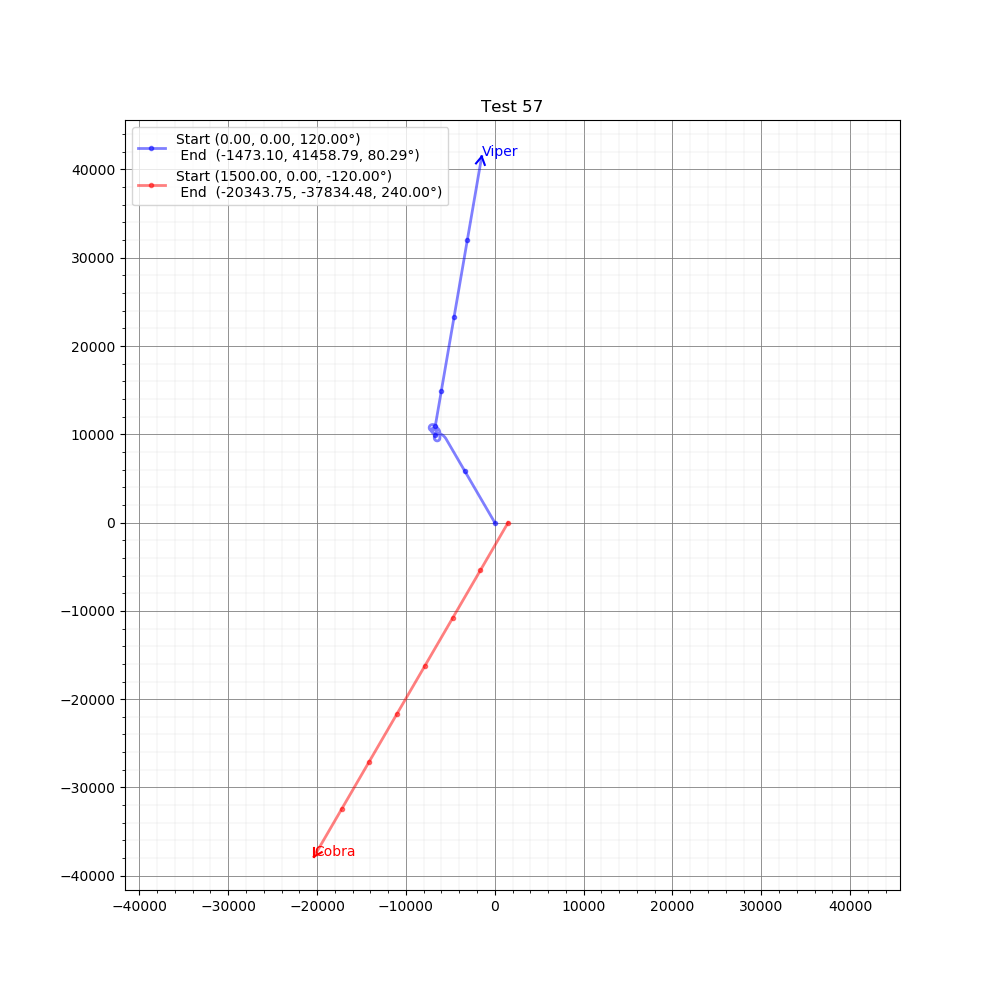 Test 57
Start (0.00, 0.00, 120.00°)
End  (-1473.10, 41458.79, 80.29°)
Start (1500.00, 0.00, -120.00°)
End  (-20343.75, -37834.48, 240.00°)
Viper
Cobra
40000
30000
20000
10000
0
−10000
−20000
−30000
−40000
−40000 −30000 −20000 −10000 0 10000 20000 30000 40000